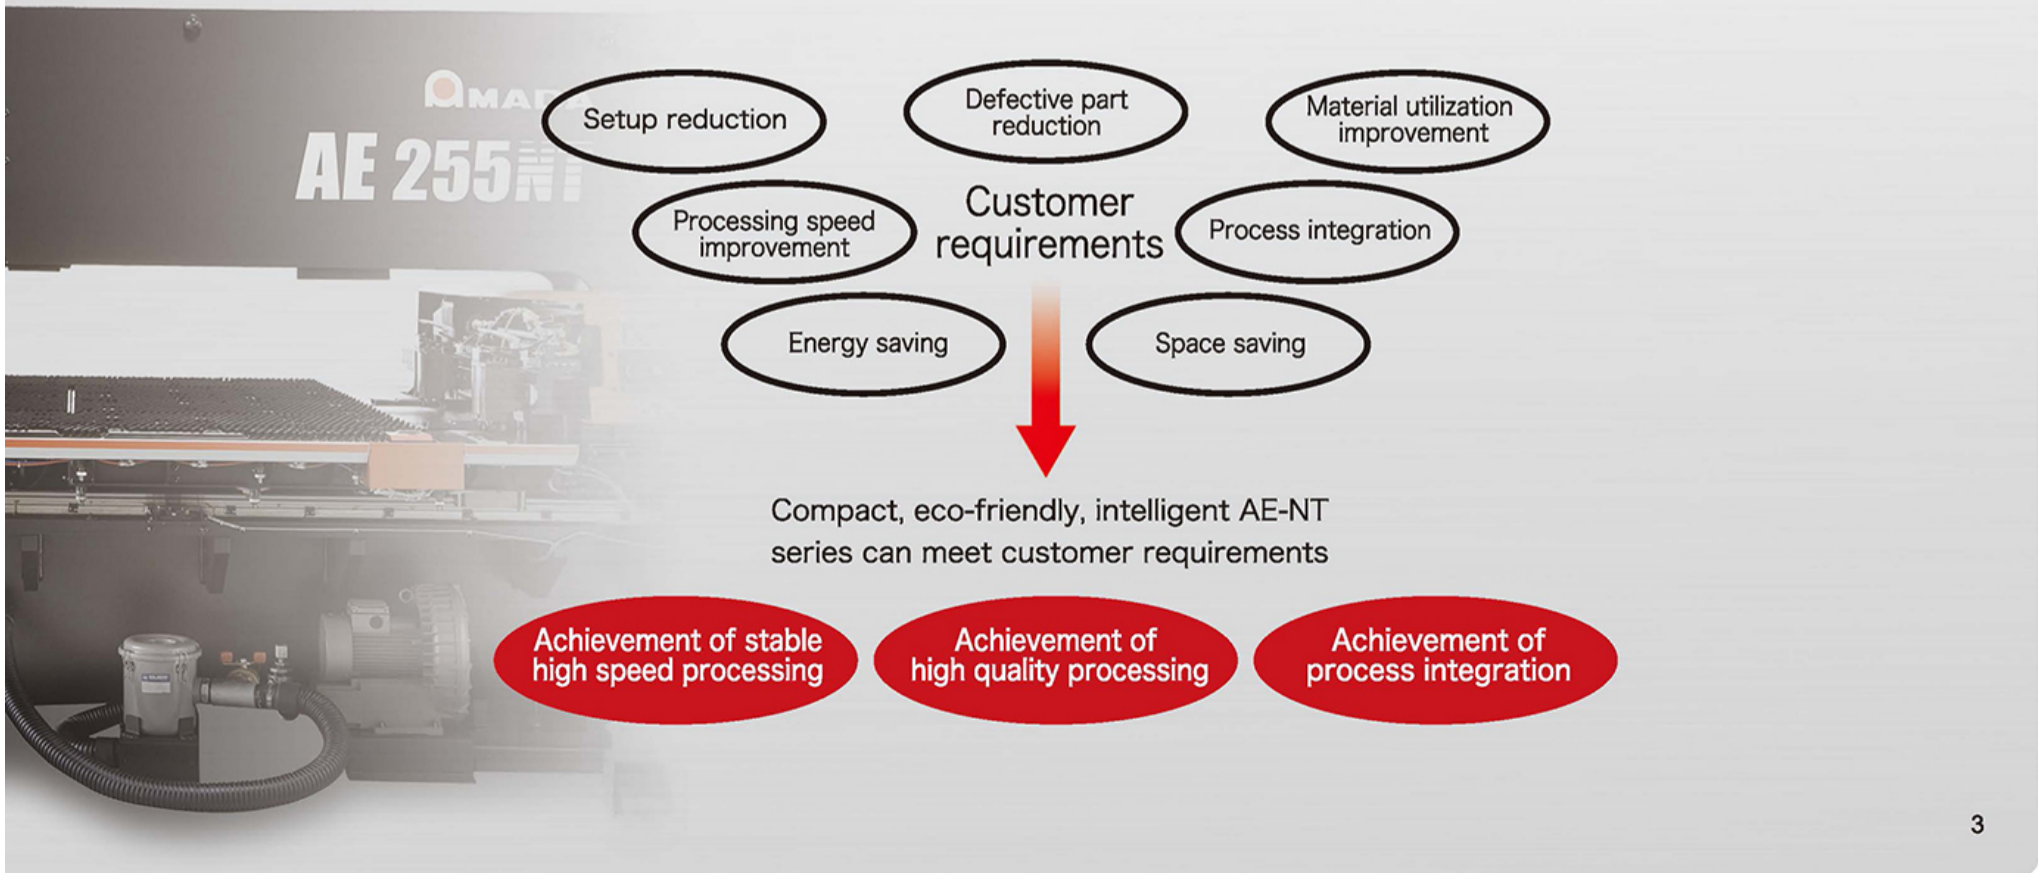 AMADA
AE 255NT
Setup reduction
Defective part
reduction
Material utilization
improvement
Processing speed
improvement
Customer
requirements
Process integration
Energy saving
Space saving
Compact, eco-friendly, intelligent AE-NT
series can meet customer requirements
Achievement of stable
high speed processing
Achievement of
high quality processing
Achievement of
process integration
3